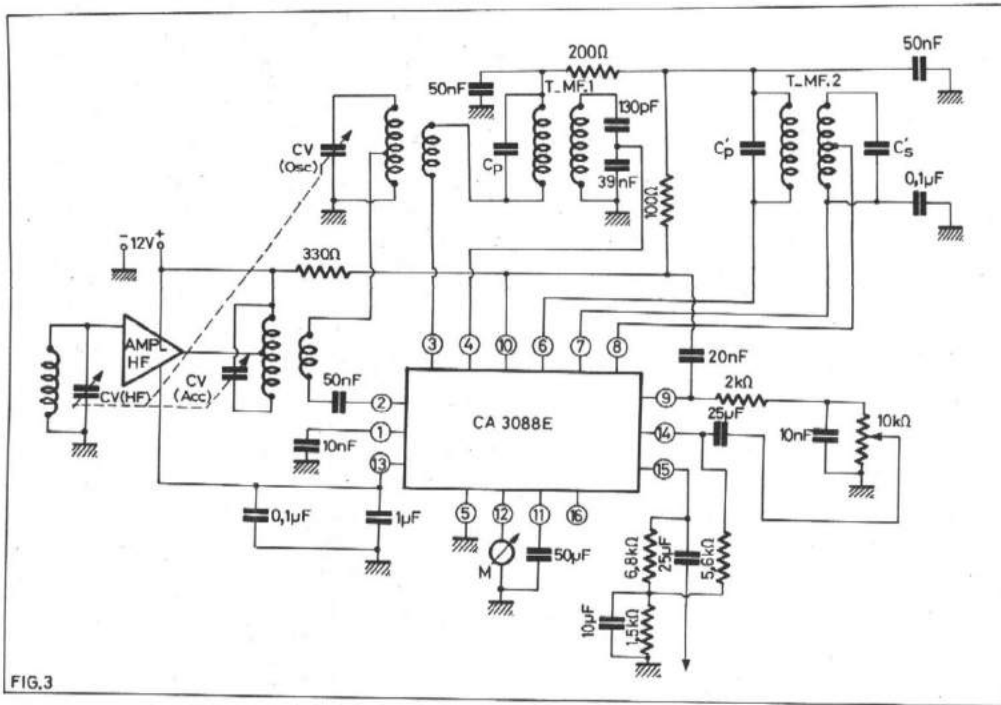 200Ω
50nF
50nF
T_MF.1
T_MF.2
130pF
CV
(Osc)
Cp
39nF
100Ω
C'p
C's
0,1µF
- 12V +
330Ω
AMPL
HF
CV(HF)
CV
(Acc)
3
4
10
6
7
8
20nF
50nF
2
CA 3088E
9
2kΩ
25µF
1
10nF
14
10nF
10kΩ
13
15
0,1µF
1µF
5
12
11
16
M
50µF
6,8kΩ
25µF
5,6kΩ
10µF
1,5kΩ
FIG.3